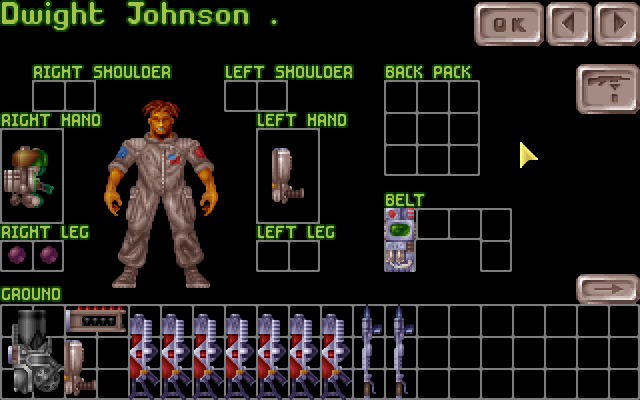 Dwight Johnson .
OK
RIGHT SHOULDER
LEFT SHOULDER
BACK PACK
RIGHT HAND
LEFT HAND
BELT
RIGHT LEG
LEFT LEG
GROUND